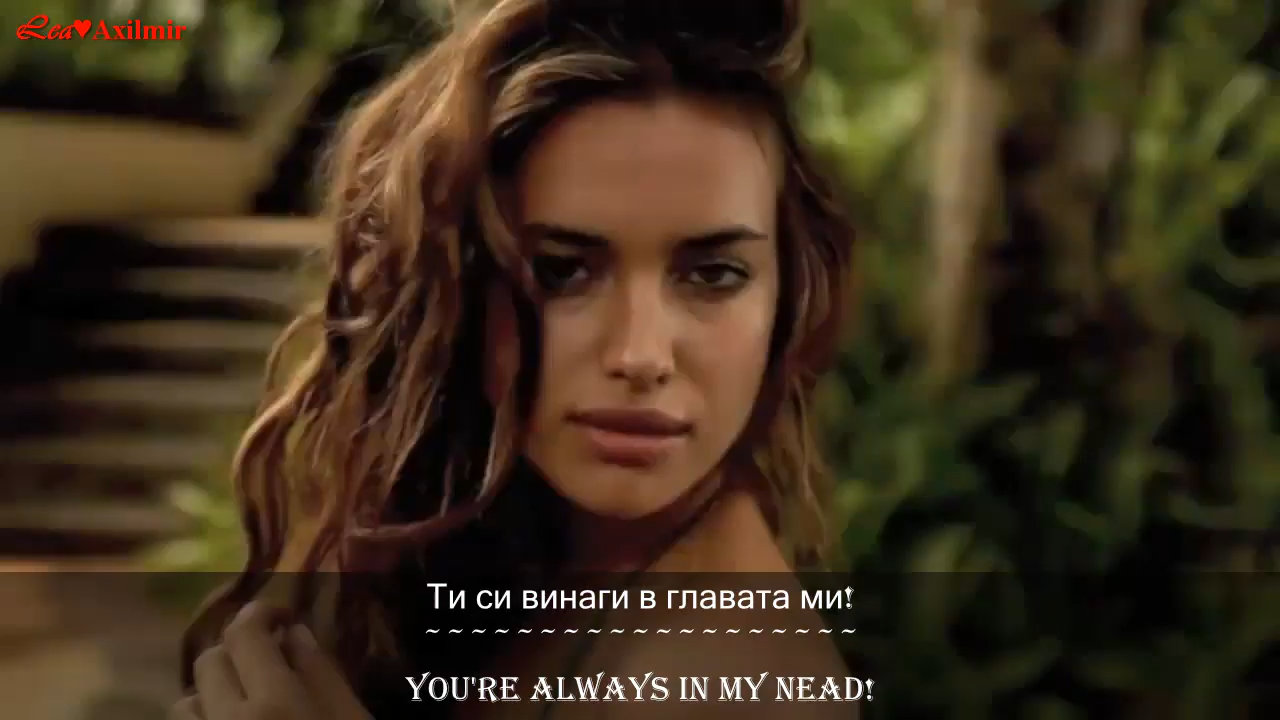 Lea♥Axilmir
Ти си винаги в главата ми!
~ ~ ~ ~ ~ ~ ~ ~ ~ ~ ~ ~ ~ ~ ~ ~ ~ ~ ~
YOU'RE ALWAYS IN MY NEAD!